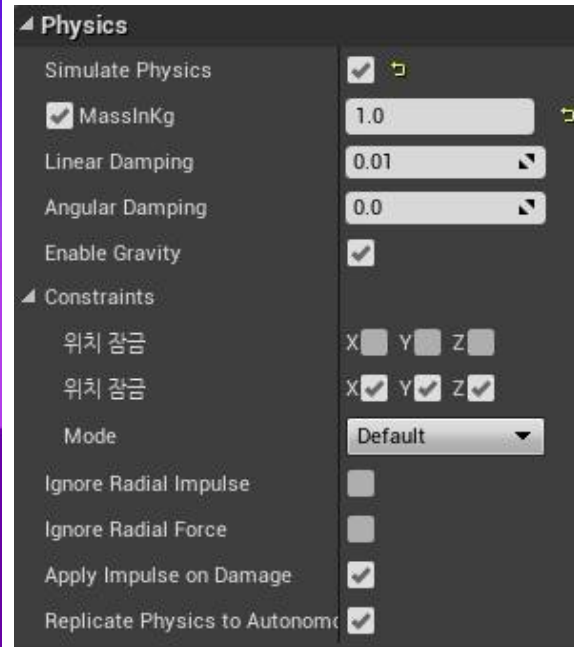 Physics
Simulate Physics
MassInKg 1.0
Linear Damping 0.01
Angular Damping 0.0
Enable Gravity
Constraints
위치 잠금 X Y Z
위치 잠금 X Y Z
Mode Default
Ignore Radial Impulse
Ignore Radial Force
Apply Impulse on Damage
Replicate Physics to Autonomo